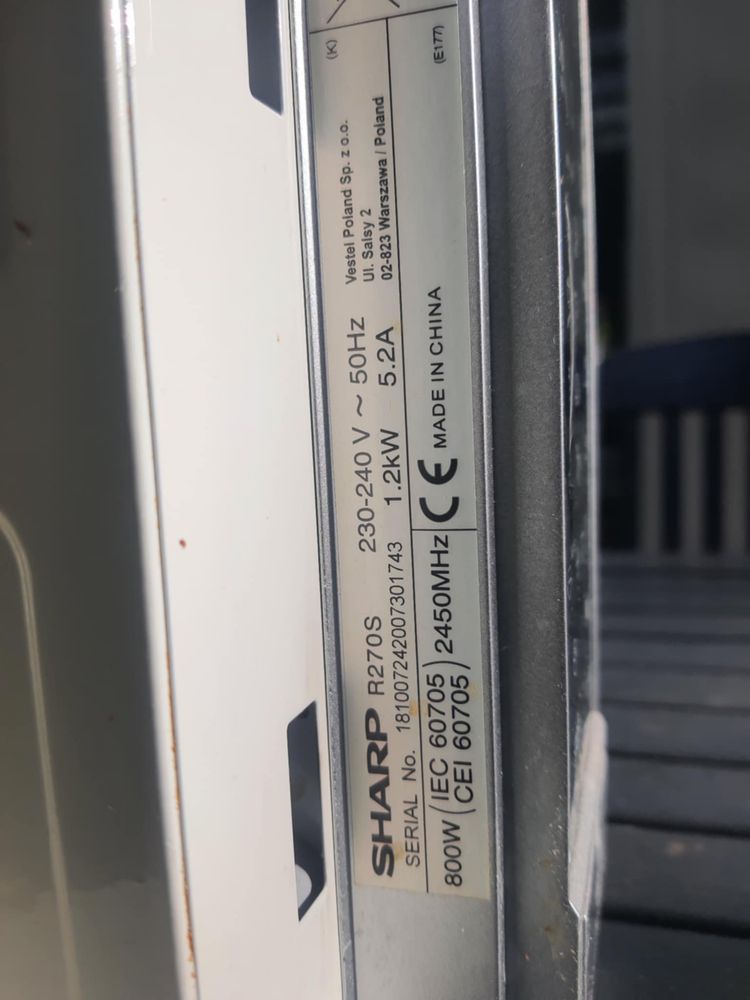 SHARP R270S 230-240 V ~ 50Hz
SERIAL No. 181007242007301743 1.2kW 5.2A
Vestel Poland Sp. z o.o.
Ul. Salsy 2
02-823 Warszawa / Poland
(K)
800W (IEC 60705) 2450MHz
CEI 60705
CE MADE IN CHINA
(E177)